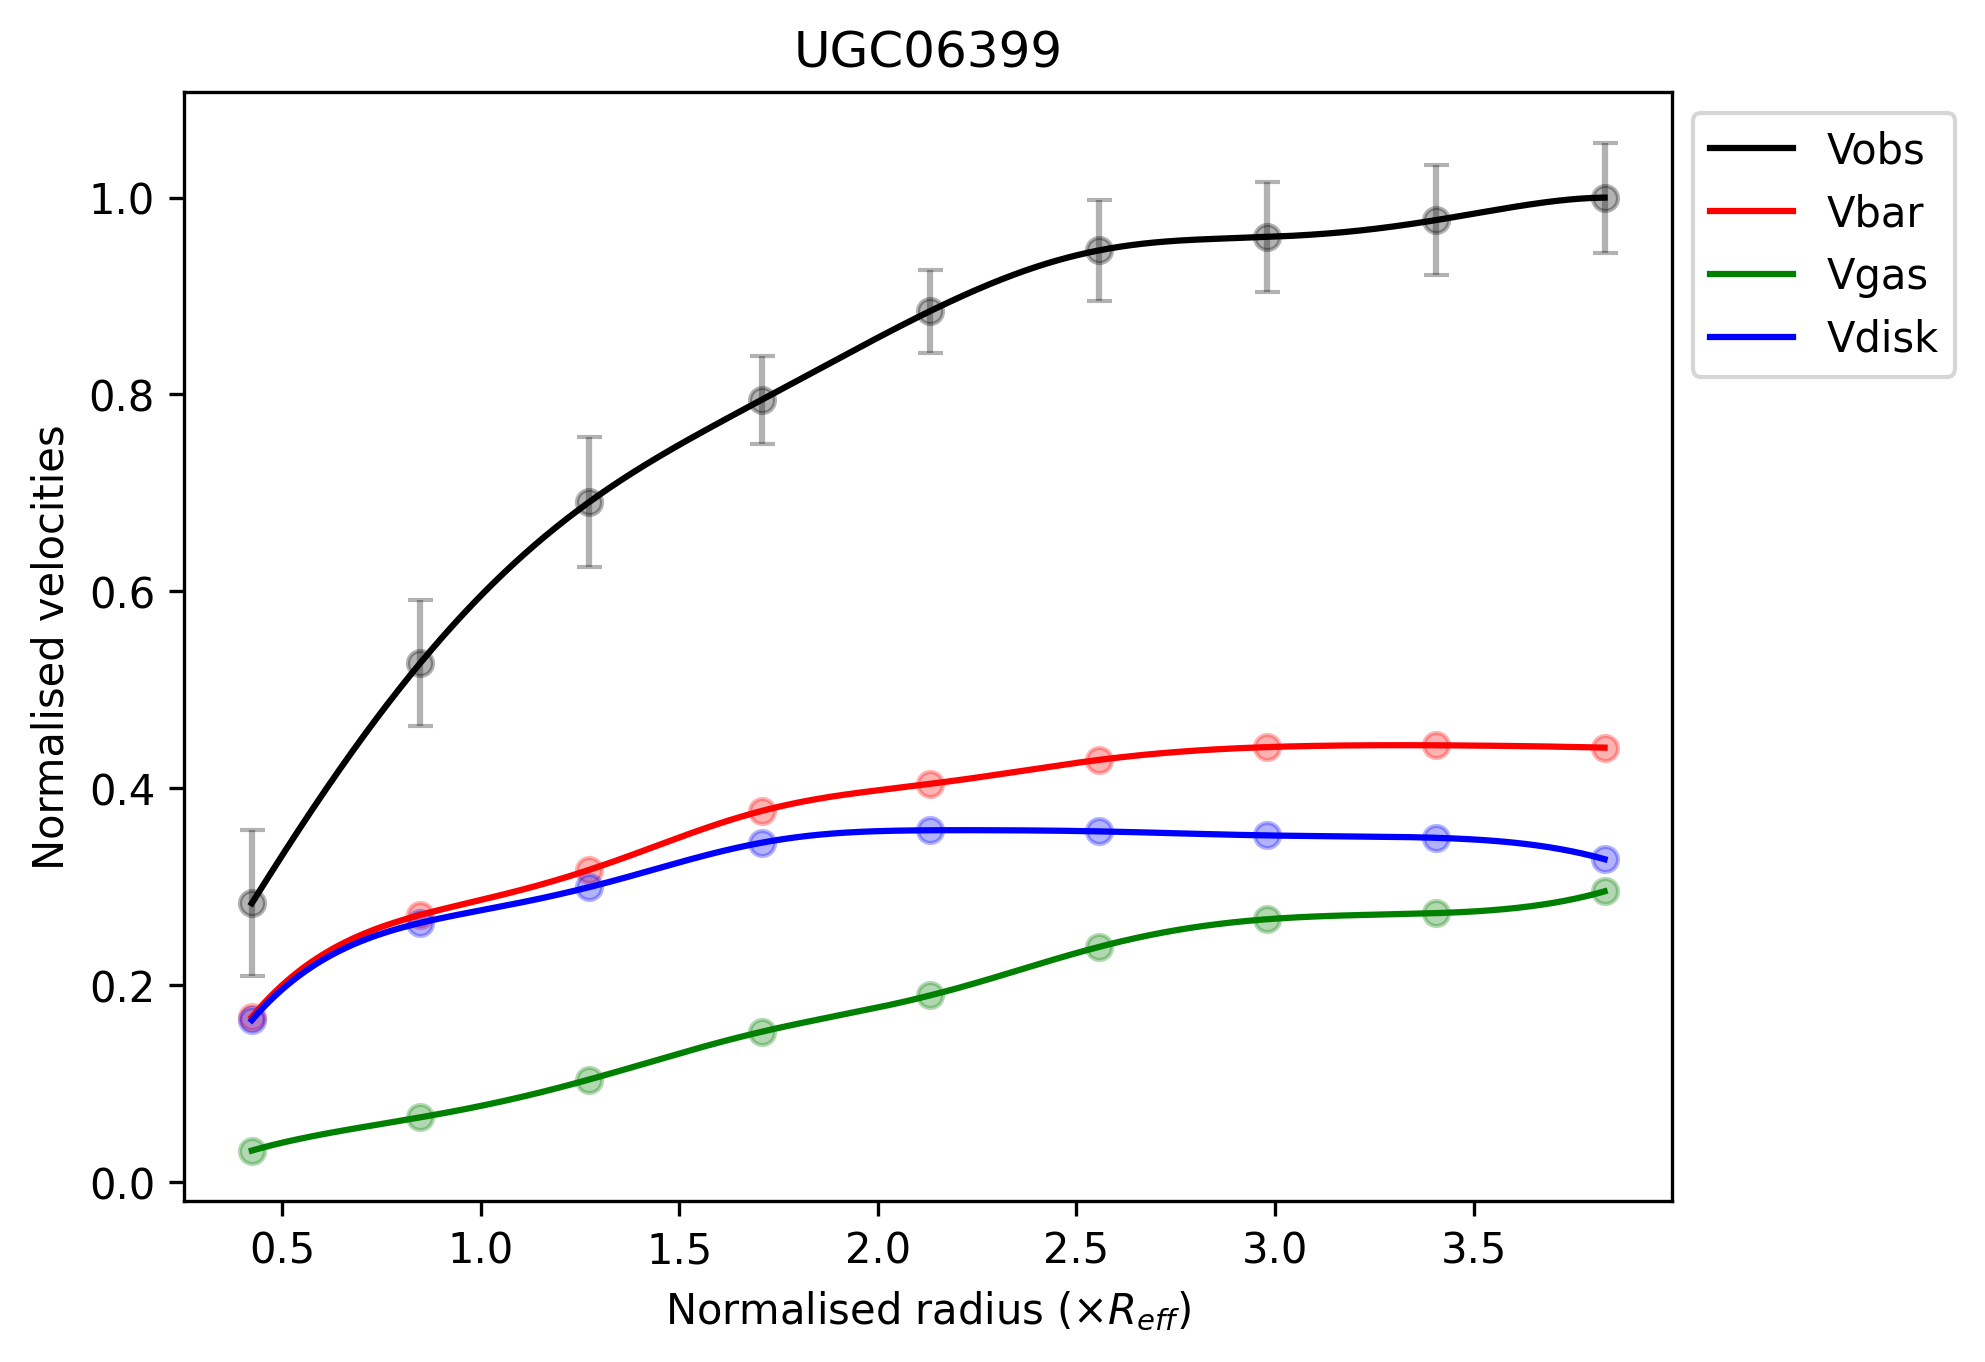 UGC06399
Normalised velocities
1.0
0.8
0.6
0.4
0.2
0.0
0.5 1.0 1.5 2.0 2.5 3.0 3.5
Normalised radius (×R_eff)
Vobs
Vbar
Vgas
Vdisk